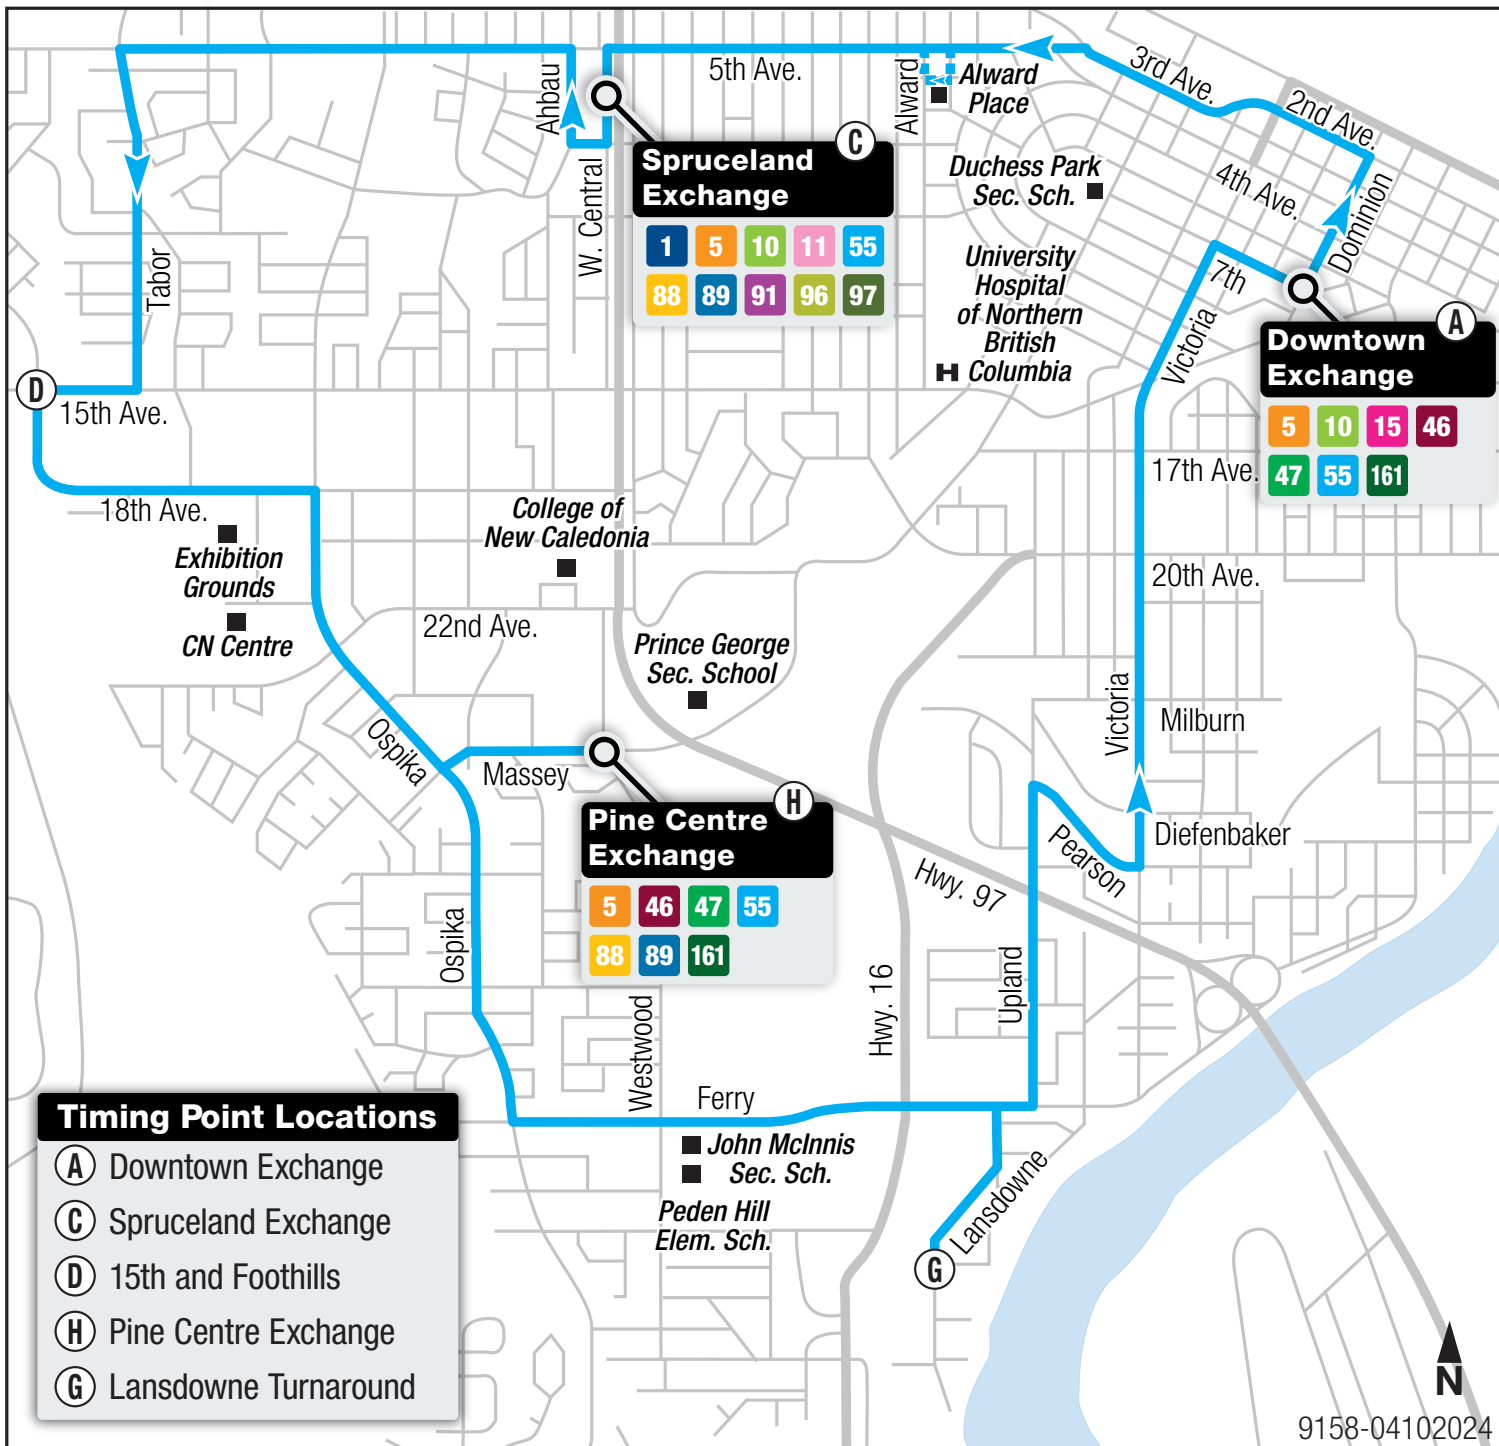 5th Ave.
3rd Ave.
2nd Ave.
4th Ave.
Ahbau
W. Central
Alward
Alward
Place
C
Spruceland
Exchange
1 5 10 11 55
88 89 91 96 97
Duchess Park
Sec. Sch.
Dominion
7th
Victoria
University
Hospital
of Northern
British
H Columbia
A
Downtown
Exchange
5 10 15 46
47 55 161
Tabor
D
15th Ave.
17th Ave.
18th Ave.
Exhibition
Grounds
CN Centre
College of
New Caledonia
20th Ave.
22nd Ave.
Prince George
Sec. School
Victoria
Milburn
Ospika
Massey
H
Pine Centre
Exchange
5 46 47 55
88 89 161
Diefenbaker
Pearson
Hwy. 97
Ospika
Upland
Hwy. 16
Westwood
Ferry
John McInnis
Sec. Sch.
Peden Hill
Elem. Sch.
Lansdowne
G
Timing Point Locations
A Downtown Exchange
C Spruceland Exchange
D 15th and Foothills
H Pine Centre Exchange
G Lansdowne Turnaround
N
9158-04102024